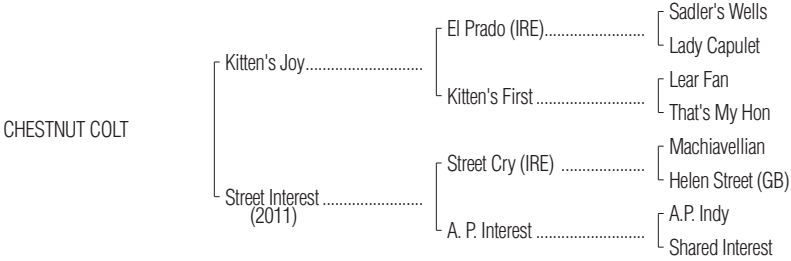 Sadler's Wells
El Prado (IRE)........................
Lady Capulet
Kitten's Joy............................
Lear Fan
Kitten's First ..........................
That's My Hon
CHESTNUT COLT
Machiavellian
Street Cry (IRE) ....................
Helen Street (GB)
Street Interest ........................
(2011)
A.P. Indy
A. P. Interest ..........................
Shared Interest